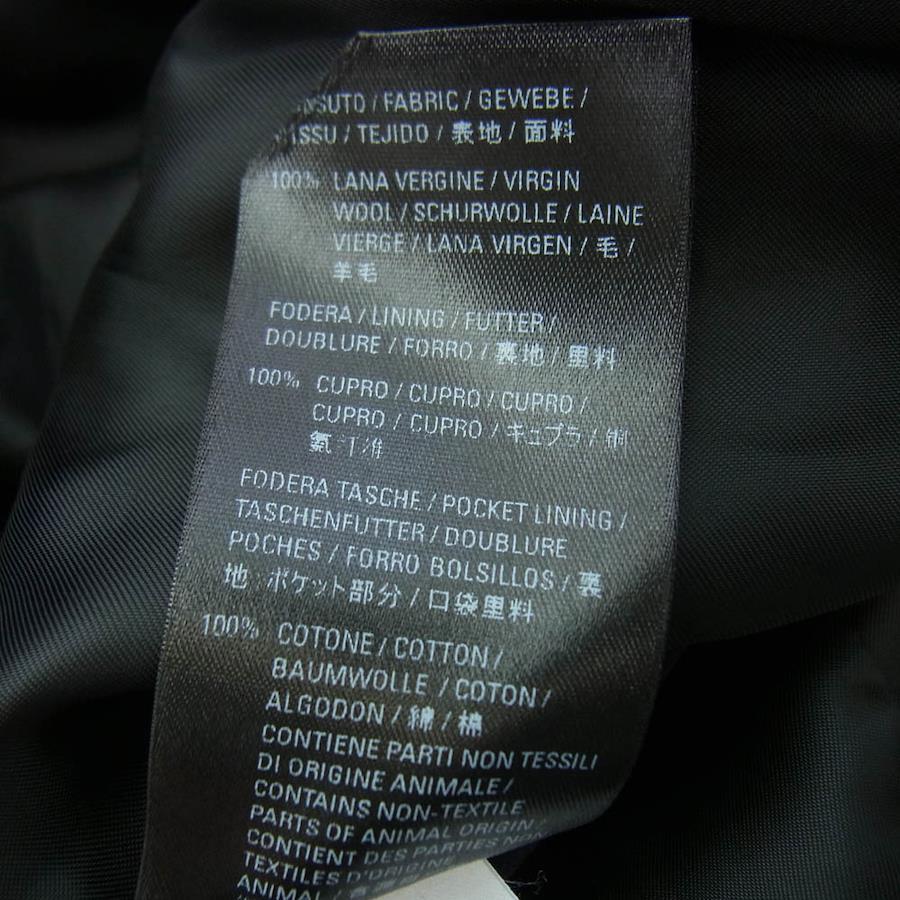 FABRIC / GEWEBE /
TEJIDO / 表地 / 面料
100% LANA VERGINE / VIRGIN
WOOL / SCHURWOLLE / LAINE
VIERGE / LANA VIRGEN / 毛 /
羊毛
FODERA / LINING / FUTTER /
DOUBLURE / FORRO / 裏地 / 里料
100% CUPRO / CUPRO / CUPRO /
CUPRO / CUPRO / キュプラ /
FODERA TASCHE / POCKET LINING /
TASCHENFUTTER / DOUBLURE
POCHES / FORRO BOLSILLOS / 裏
地 ポケット部分 / 口袋里料
100% COTONE / COTTON /
BAUMWOLLE / COTON /
ALGODON / 綿 / 棉
CONTIENE PARTI NON TESSILI
DI ORIGINE ANIMALE /
CONTAINS NON-TEXTILE
PARTS OF ANIMAL ORIGIN /
CONTIENT DES PARTIES NON
TEXTILES D'ORIGINE
ANIMAL /